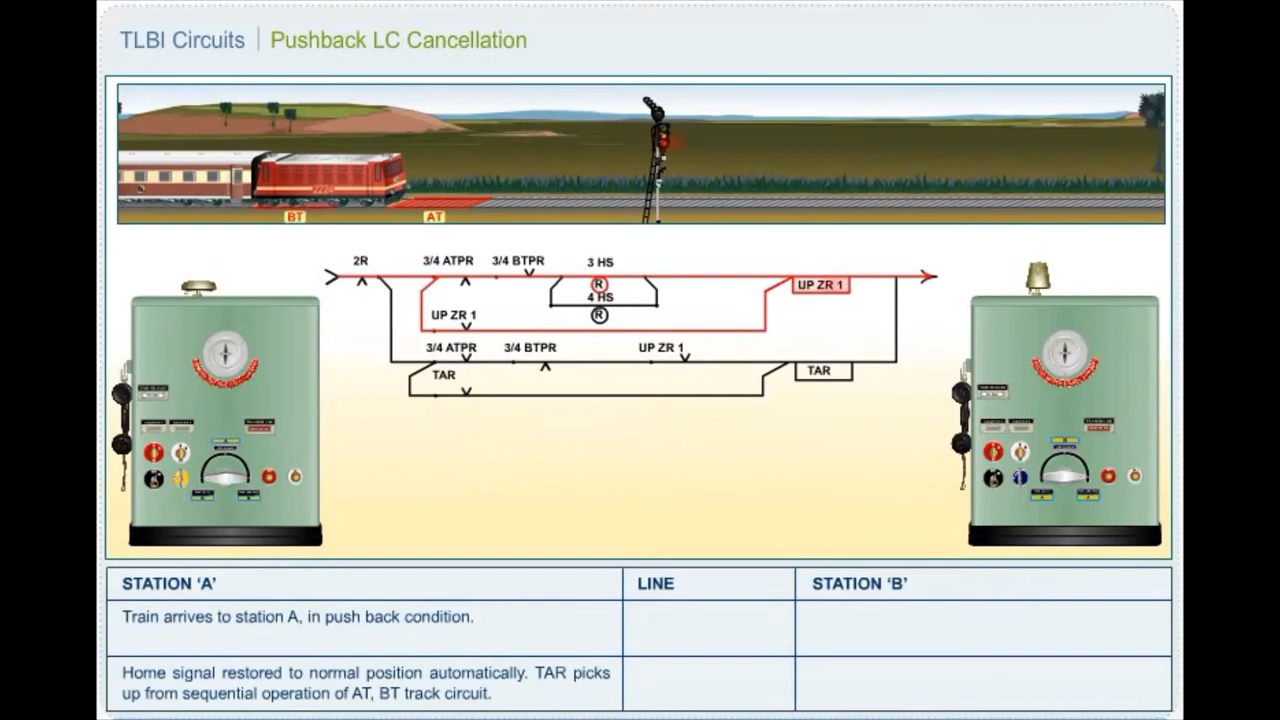 TLBI Circuits | Pushback LC Cancellation
2224
BT AT
2R 3/4 ATPR 3/4 BTPR 3 HS
R
UP ZR 1
4 HS
R
UP ZR 1
3/4 ATPR 3/4 BTPR UP ZR 1
TAR
TAR
STATION ‘A’ LINE STATION ‘B’
Train arrives to station A, in push back condition.
Home signal restored to normal position automatically. TAR picks
up from sequential operation of AT, BT track circuit.